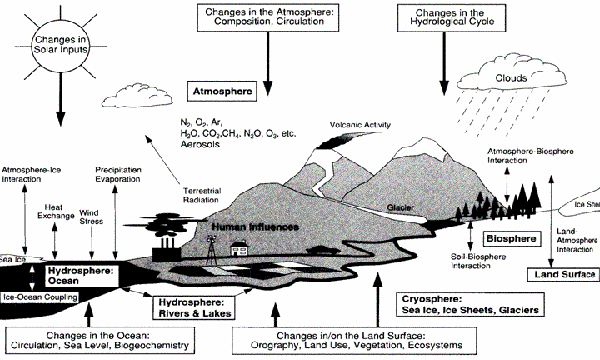 Changes in
Solar Inputs
Changes in the Atmosphere:
Composition, Circulation
Changes in the
Hydrological Cycle
Clouds
Atmosphere
N2, O2, Ar,
H2O, CO2, CH4, N2O, O3, etc.
Aerosols
Volcanic Activity
Atmosphere-Ice
Interaction
Precipitation
Evaporation
Terrestrial
Radiation
Atmosphere-Biosphere
Interaction
Heat
Exchange
Wind
Stress
Glacier
Ice Shee
Human Influences
Land-
Atmosphere
Interaction
Sea Ice
Biosphere
Soil-Biosphere
Interaction
Land Surface
Hydrosphere:
Ocean
Ice-Ocean Coupling
Hydrosphere:
Rivers & Lakes
Cryosphere:
Sea Ice, Ice Sheets, Glaciers
Changes in the Ocean:
Circulation, Sea Level, Biogeochemistry
Changes in/on the Land Surface:
Orography, Land Use, Vegetation, Ecosystems